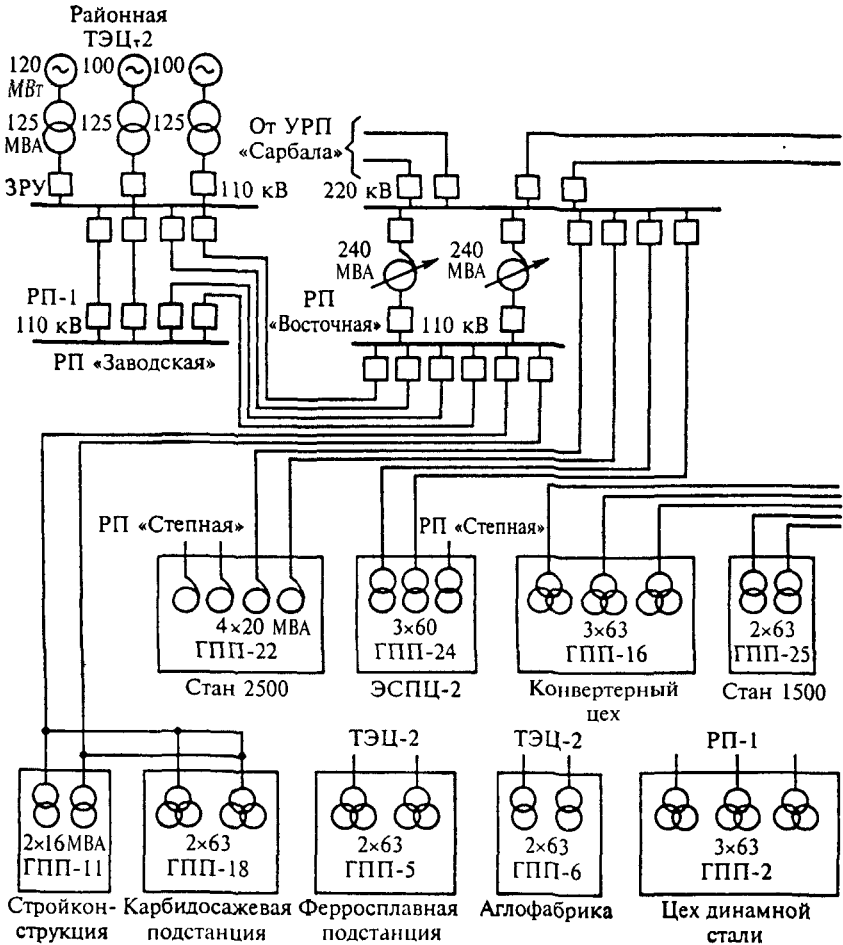 Районная
ТЭЦ-2
120
МВт
100
100
125
МВА
125
125
От УРП
«Сарбала»
ЗРУ
110 кВ
220 кВ
240
МВА
240
МВА
РП-1
110 кВ
РП
«Восточная»
110 кВ
РП «Заводская»
РП «Степная»
РП «Степная»
4×20 МВА
ГПП-22
3×60
ГПП-24
3×63
ГПП-16
2×63
ГПП-25
Стан 2500
ЭСПЦ-2
Конвертерный
цех
Стан 1500
ТЭЦ-2
ТЭЦ-2
РП-1
2×16МВА
ГПП-11
2×63
ГПП-18
2×63
ГПП-5
2×63
ГПП-6
3×63
ГПП-2
Стройкон-
струкция
Карбидосажевая
подстанция
Ферросплавная
подстанция
Аглофабрика
Цех динамной
стали